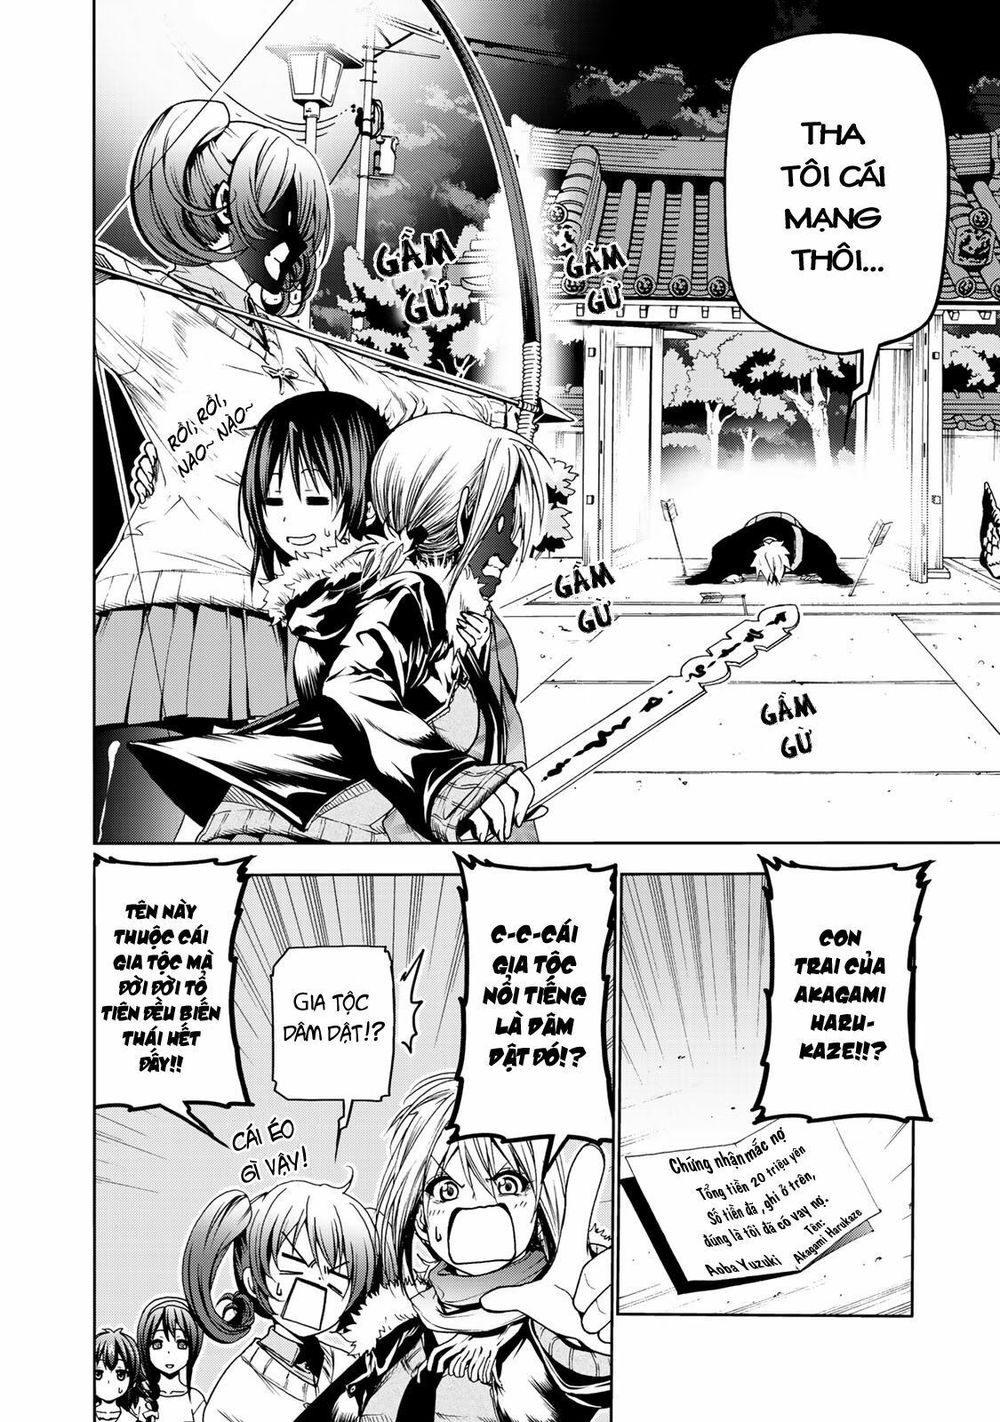 THA
TÔI CÁI
MẠNG
THÔI...
GẦM
GỪ
GẦM
GỪ
RỒI, RỒI,
NÀO~ NÀO~
GẦM
GỪ
GẦM
GỪ
CON
TRAI CỦA
AKAGAMI
HARU-
KAZE!!?
Chứng nhận mắc nợ
Tổng tiền 20 triệu yên
Số tiền đã, ghi ở trên,
đúng là tôi đã có vay nợ.
Tên:
Akagami Harukaze
Aoba Yuzuki
C-C-CÁI
GIA TỘC
NỔI TIẾNG
LÀ DÂM
DẬT ĐÓ!?
GIA TỘC
DÂM DẬT!?
CÁI ÉO
GÌ VẬY!
TÊN NÀY
THUỘC CÁI
GIA TỘC MÀ
ĐỜI ĐỜI TỔ
TIÊN ĐỀU BIẾN
THÁI HẾT
ĐẤY!!